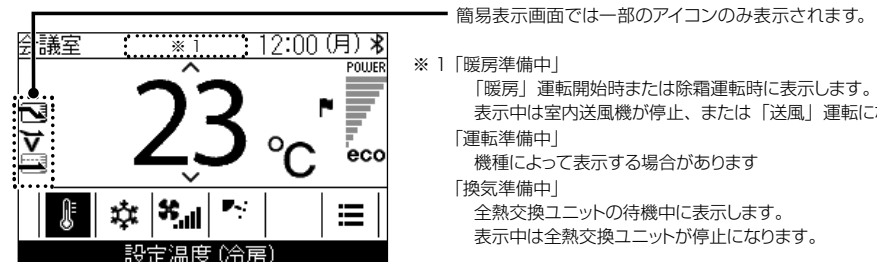 簡易表示画面では一部のアイコンのみ表示されます。
会議室 ※1 12:00 (月)
POWER
23 ℃
eco
設定温度 (冷房)
※ 1「暖房準備中」
「暖房」運転開始時または除霜運転時に表示します。
表示中は室内送風機が停止、または「送風」運転に
「運転準備中」
機種によって表示する場合があります
「換気準備中」
全熱交換ユニットの待機中に表示します。
表示中は全熱交換ユニットが停止になります。